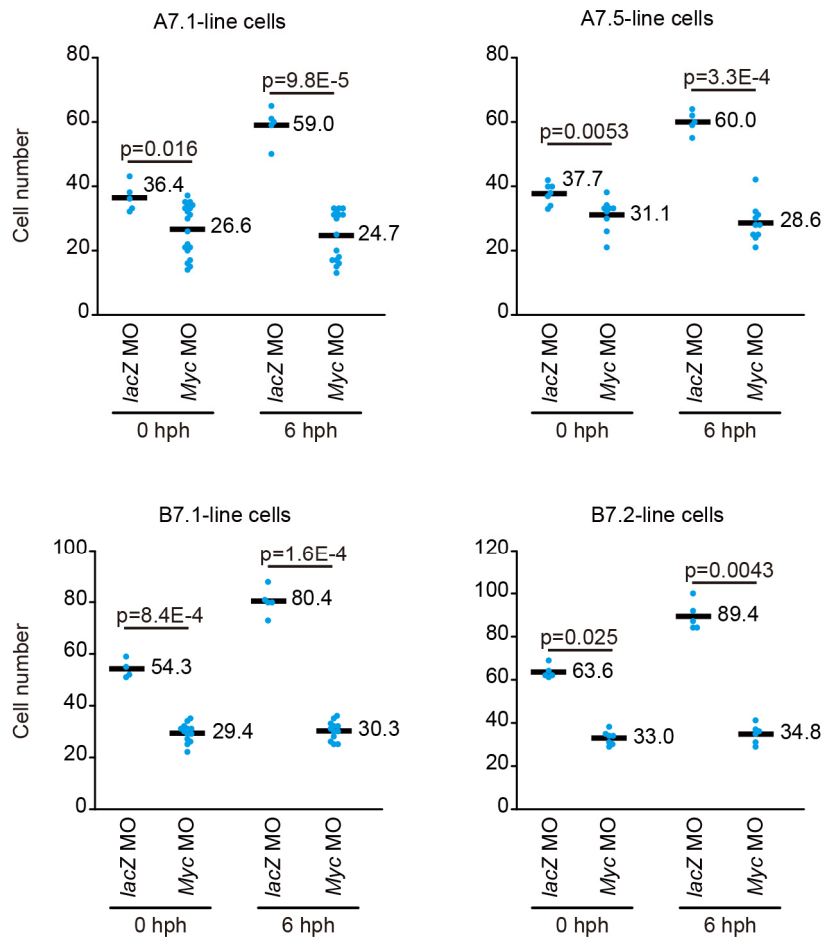 A7.1-line cells
Cell number
80
60
40
20
0
p=0.016
p=9.8E-5
36.4
26.6
59.0
24.7
lacZ MO
Myc MO
lacZ MO
Myc MO
0 hph
6 hph
A7.5-line cells
80
60
40
20
0
p=0.0053
p=3.3E-4
37.7
31.1
60.0
28.6
lacZ MO
Myc MO
lacZ MO
Myc MO
0 hph
6 hph
B7.1-line cells
Cell number
100
80
60
40
20
0
p=8.4E-4
p=1.6E-4
54.3
29.4
80.4
30.3
lacZ MO
Myc MO
lacZ MO
Myc MO
0 hph
6 hph
B7.2-line cells
120
100
80
60
40
20
0
p=0.025
p=0.0043
63.6
33.0
89.4
34.8
lacZ MO
Myc MO
lacZ MO
Myc MO
0 hph
6 hph